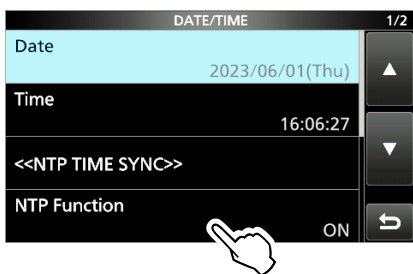 DATE/TIME 1/2
Date
2023/06/01(Thu)
Time
16:06:27
<<NTP TIME SYNC>>
NTP Function
ON